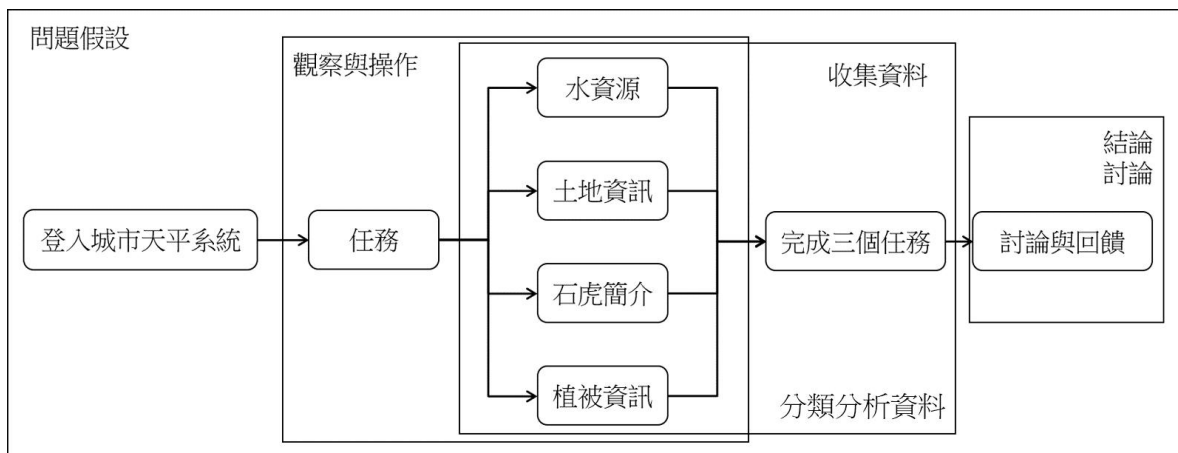 問題假設
觀察與操作
收集資料
水資源
結論
討論
土地資訊
登入城市天平系統
任務
完成三個任務
討論與回饋
石虎簡介
植被資訊
分類分析資料